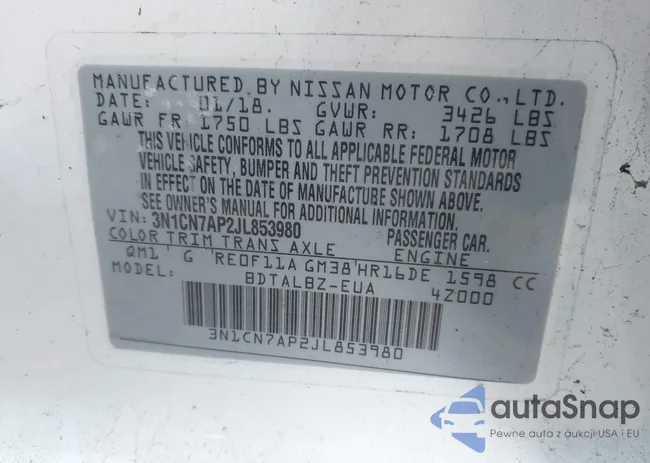 MANUFACTURED BY NISSAN MOTOR CO., LTD.
DATE: 01/18. GVWR: 3426 LBS
GAWR FR 1750 LBS GAWR RR: 1708 LBS
THIS VEHICLE CONFORMS TO ALL APPLICABLE FEDERAL MOTOR
VEHICLE SAFETY, BUMPER AND THEFT PREVENTION STANDARDS
IN EFFECT ON THE DATE OF MANUFACTURE SHOWN ABOVE.
SEE OWNER'S MANUAL FOR ADDITIONAL INFORMATION
VIN: 3N1CN7AP2JL853980 PASSENGER CAR.
COLOR TRIM TRANS AXLE ENGINE
QM1 G RE0F11A GM38 HR16DE 1598 CC
MODEL: BDTALBZ-EUA 4Z000
3N1CN7AP2JL853980
autaSnap
Pewne auta z aukcji USA i EU